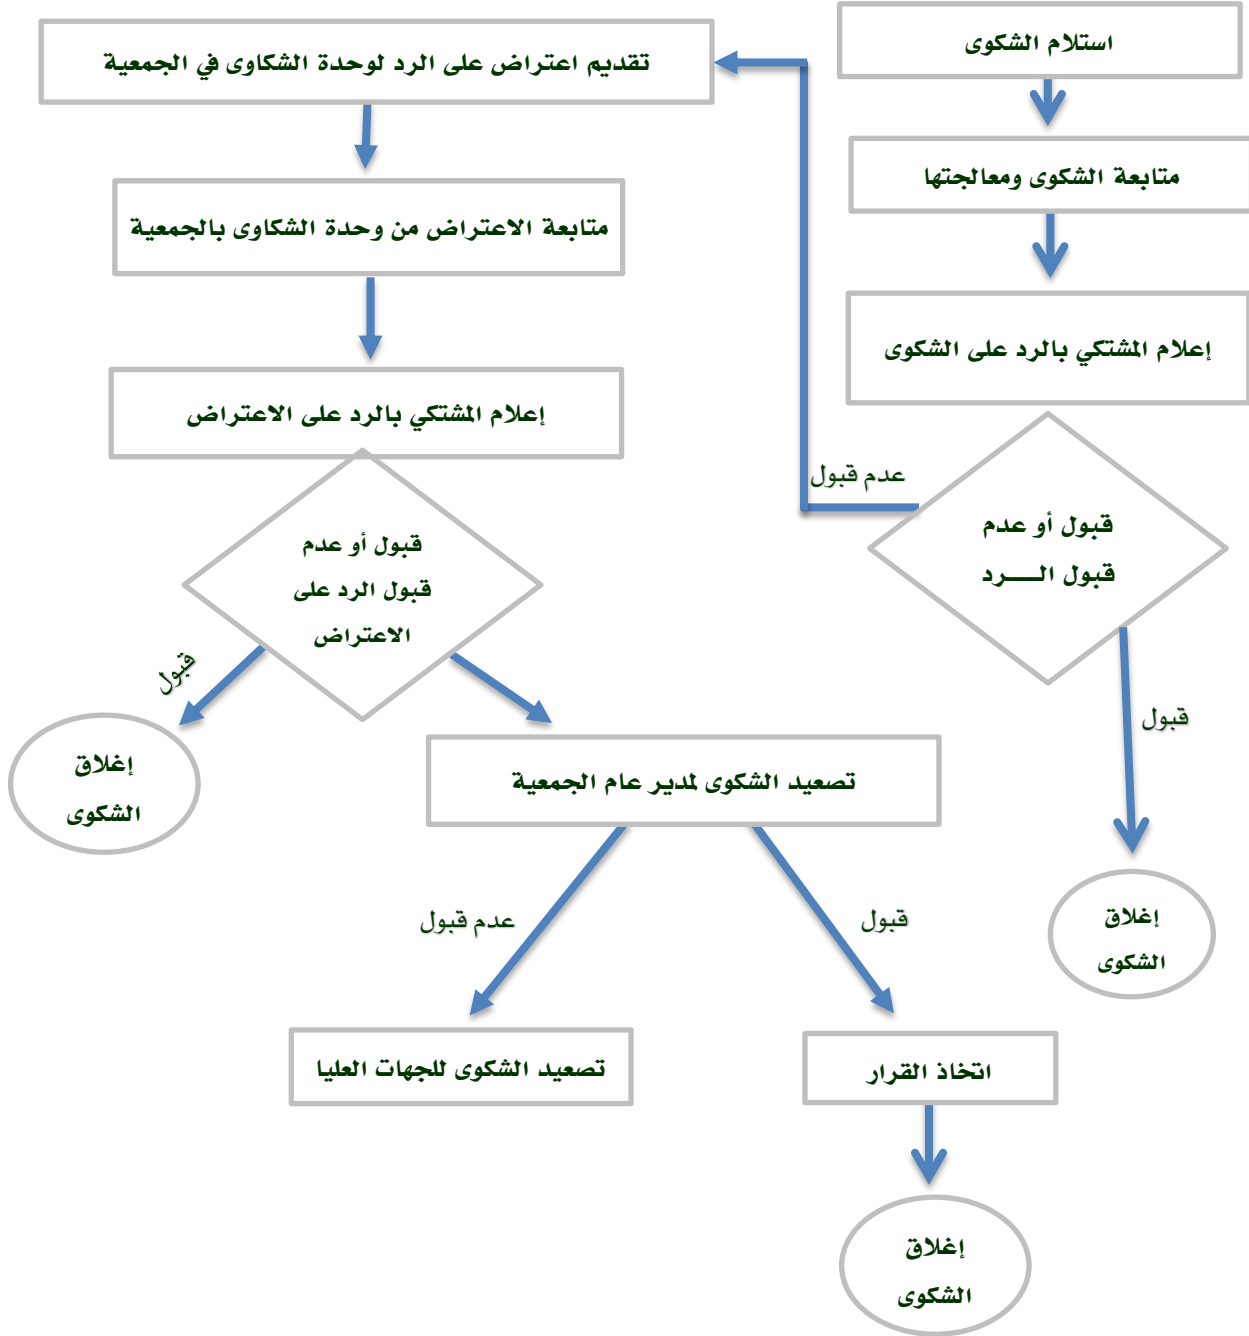 استلام الشكوى
متابعة الشكوى ومعالجتها
إعلام المشتكي بالرد على الشكوى
قبول أو عدم
قبول الـــرد
عدم قبول
قبول
إغلاق
الشكوى
تقديم اعتراض على الرد لوحدة الشكاوى في الجمعية
متابعة الاعتراض من وحدة الشكاوى بالجمعية
إعلام المشتكي بالرد على الاعتراض
قبول أو عدم
قبول الرد على
الاعتراض
قبول
إغلاق
الشكوى
تصعيد الشكوى لمدير عام الجمعية
قبول
عدم قبول
اتخاذ القرار
تصعيد الشكوى للجهات العليا
إغلاق
الشكوى